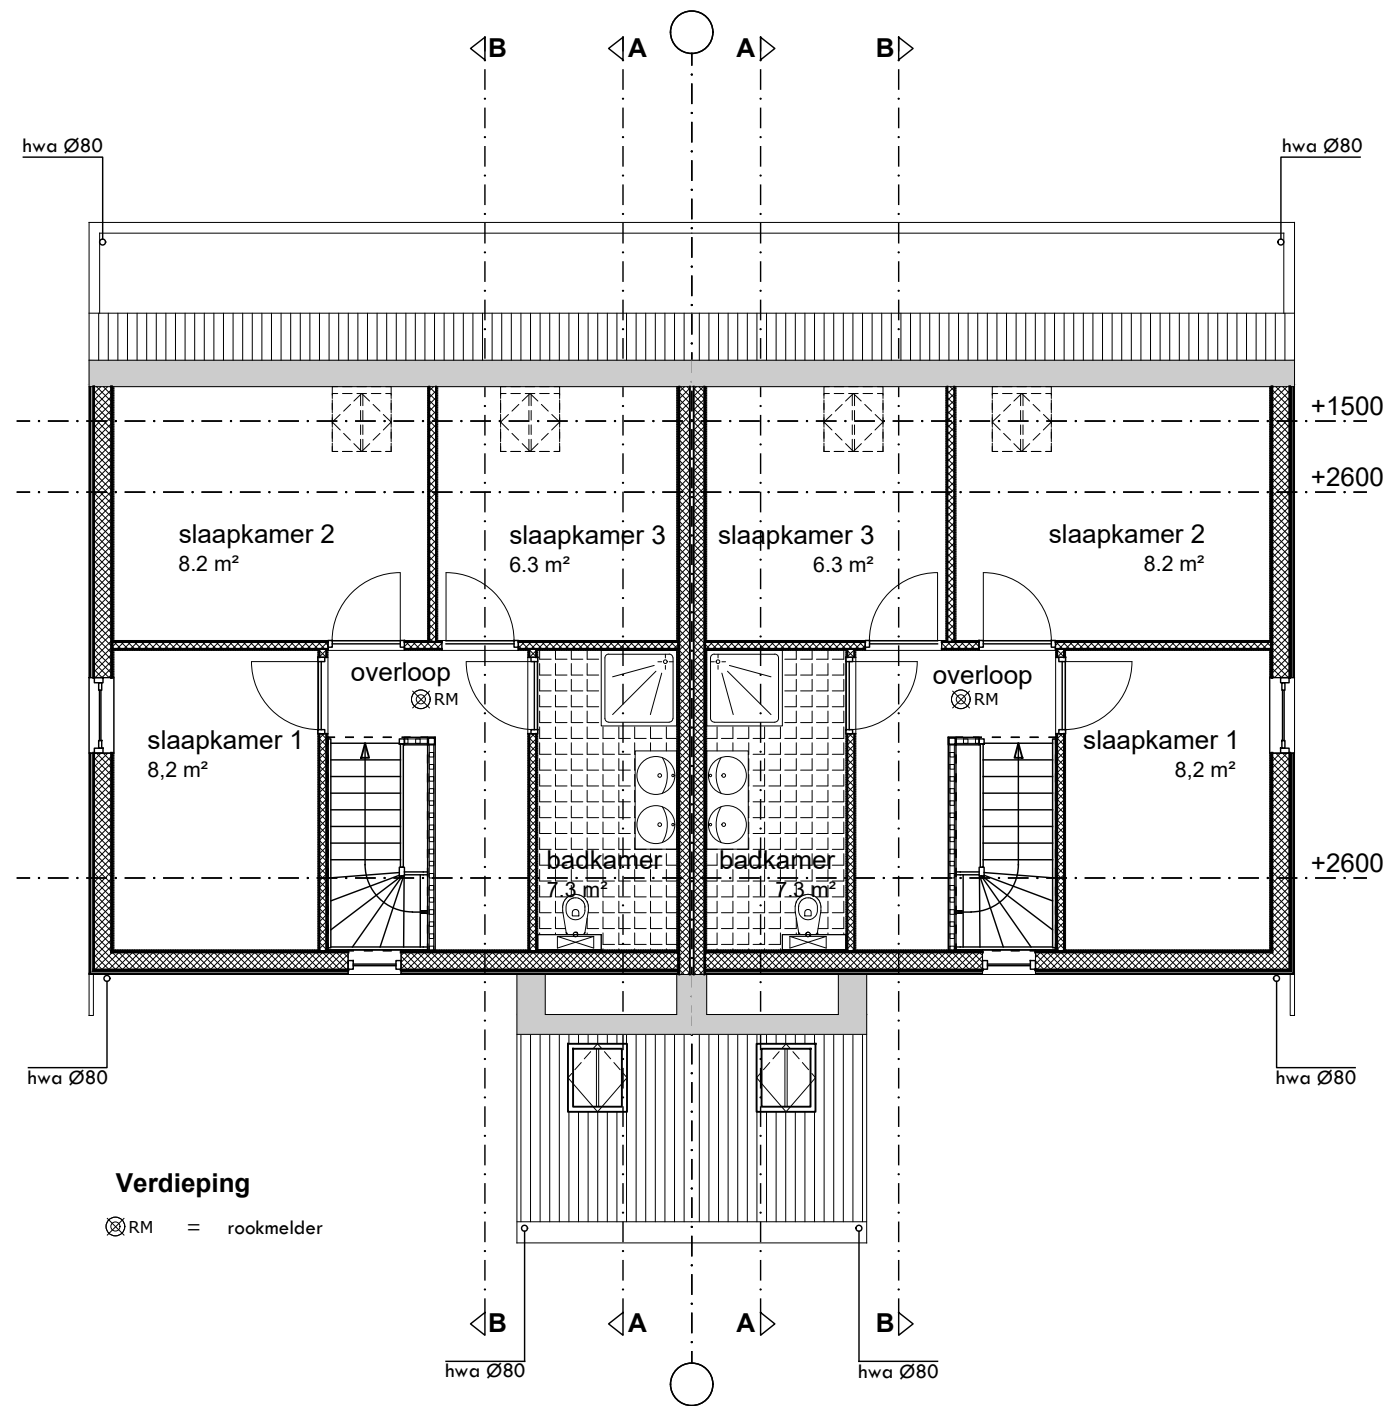 B A A B
hwa Ø80 hwa Ø80
+1500
+2600
slaapkamer 2 slaapkamer 3 slaapkamer 3 slaapkamer 2
8.2 m² 6.3 m² 6.3 m² 8.2 m²
overloop overloop
RM RM
slaapkamer 1 slaapkamer 1
8,2 m² 8,2 m²
badkamer badkamer +2600
7.3 m² 7.3 m²
hwa Ø80 hwa Ø80
Verdieping
RM = rookmelder
B A A B
hwa Ø80 hwa Ø80